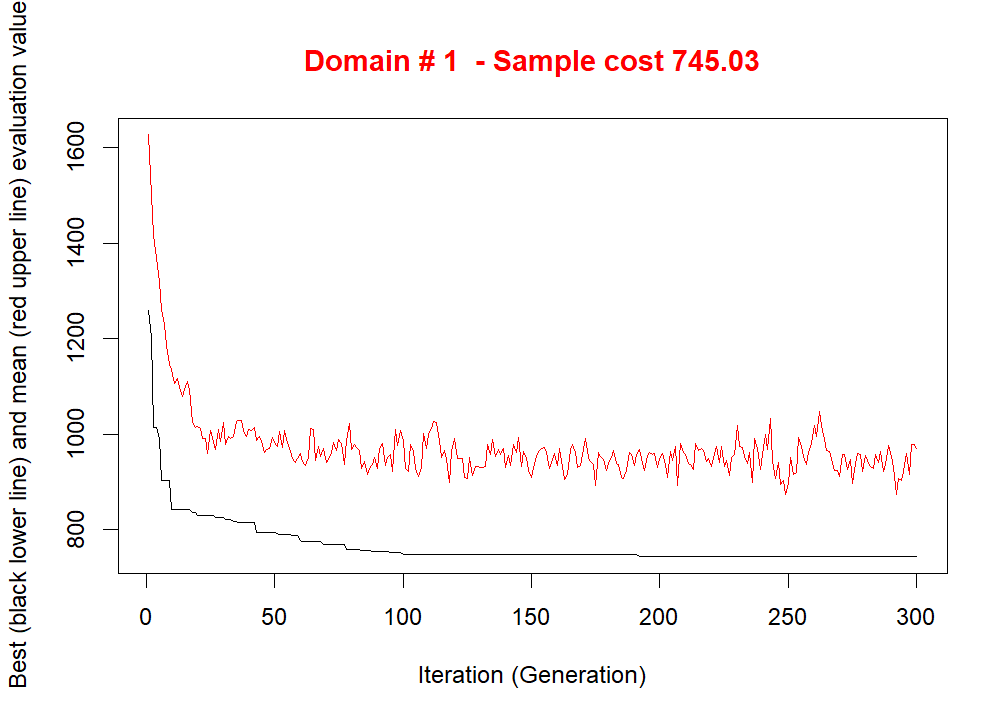 Domain # 1  - Sample cost 745.03
Best (black lower line) and mean (red upper line) evaluation value
1600
1400
1200
1000
800
0 50 100 150 200 250 300
Iteration (Generation)